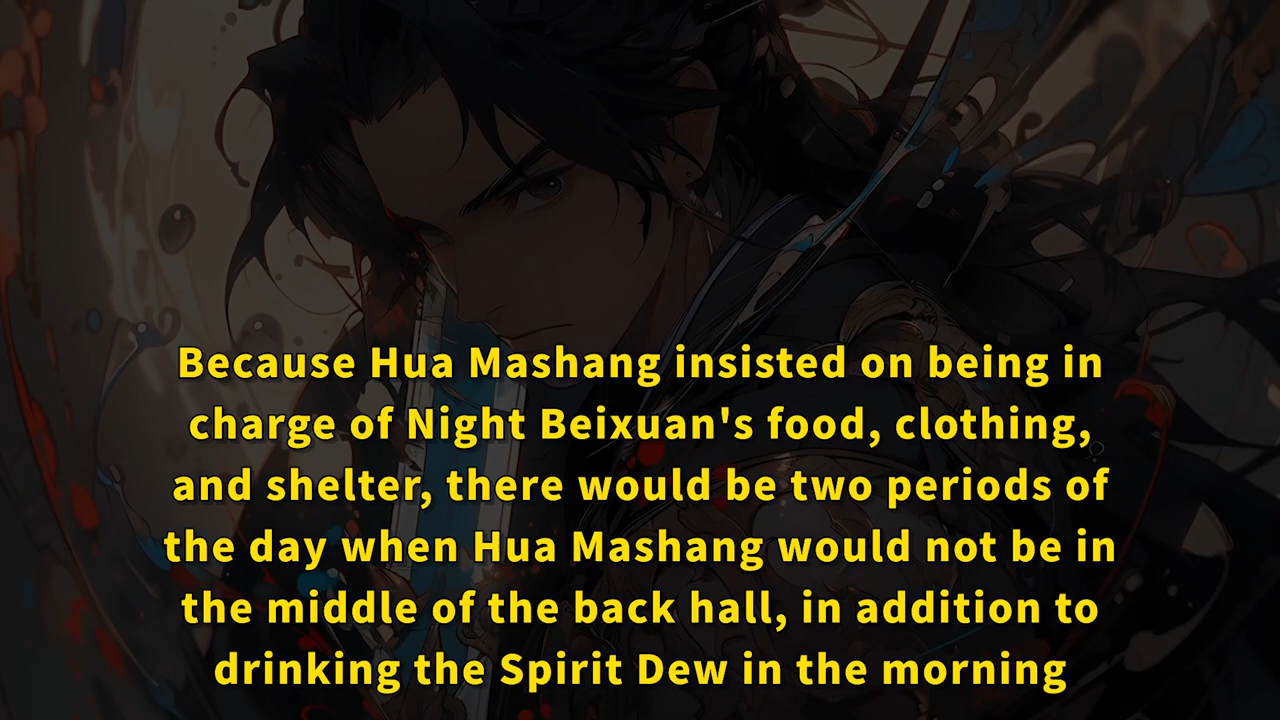 Because Hua Mashang insisted on being in
charge of Night Beixuan's food, clothing,
and shelter, there would be two periods of
the day when Hua Mashang would not be in
the middle of the back hall, in addition to
drinking the Spirit Dew in the morning